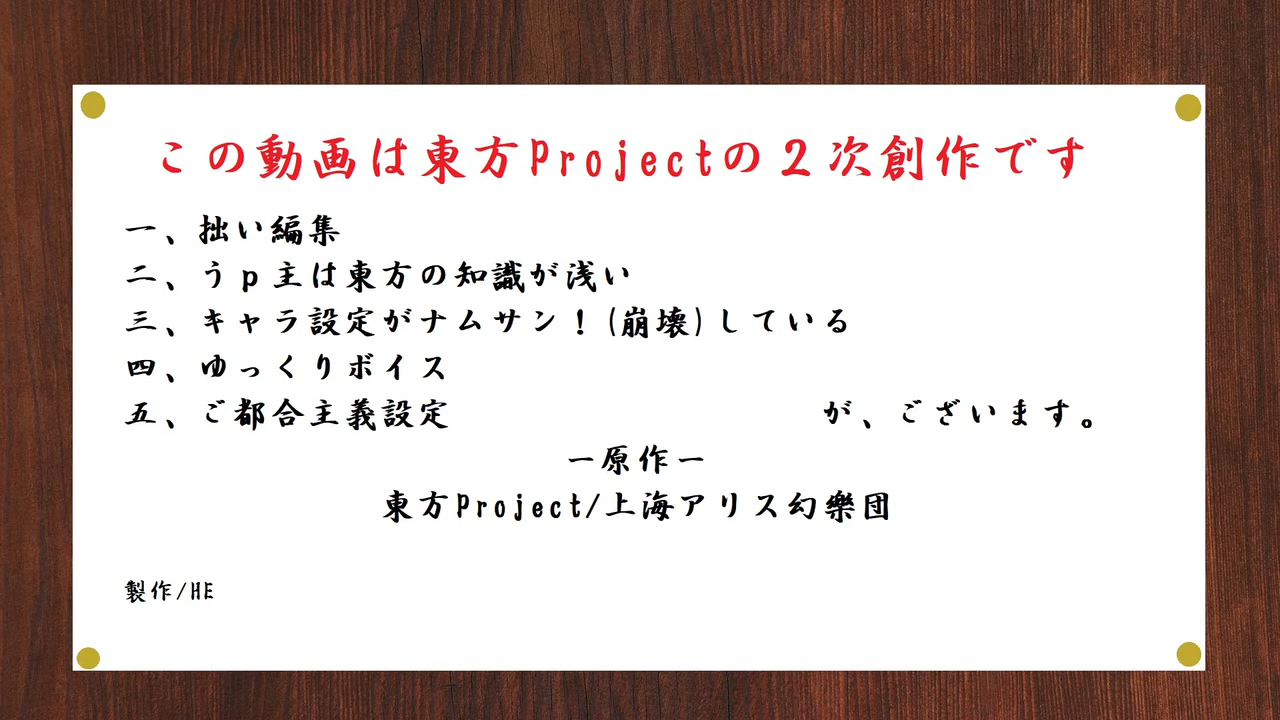 この動画は東方Projectの２次創作です
一、拙い編集
二、うｐ主は東方の知識が浅い
三、キャラ設定がナムサン！(崩壊)している
四、ゆっくりボイス
五、ご都合主義設定　が、ございます。
ー原作ー
東方Project/上海アリス幻樂団
製作/HE